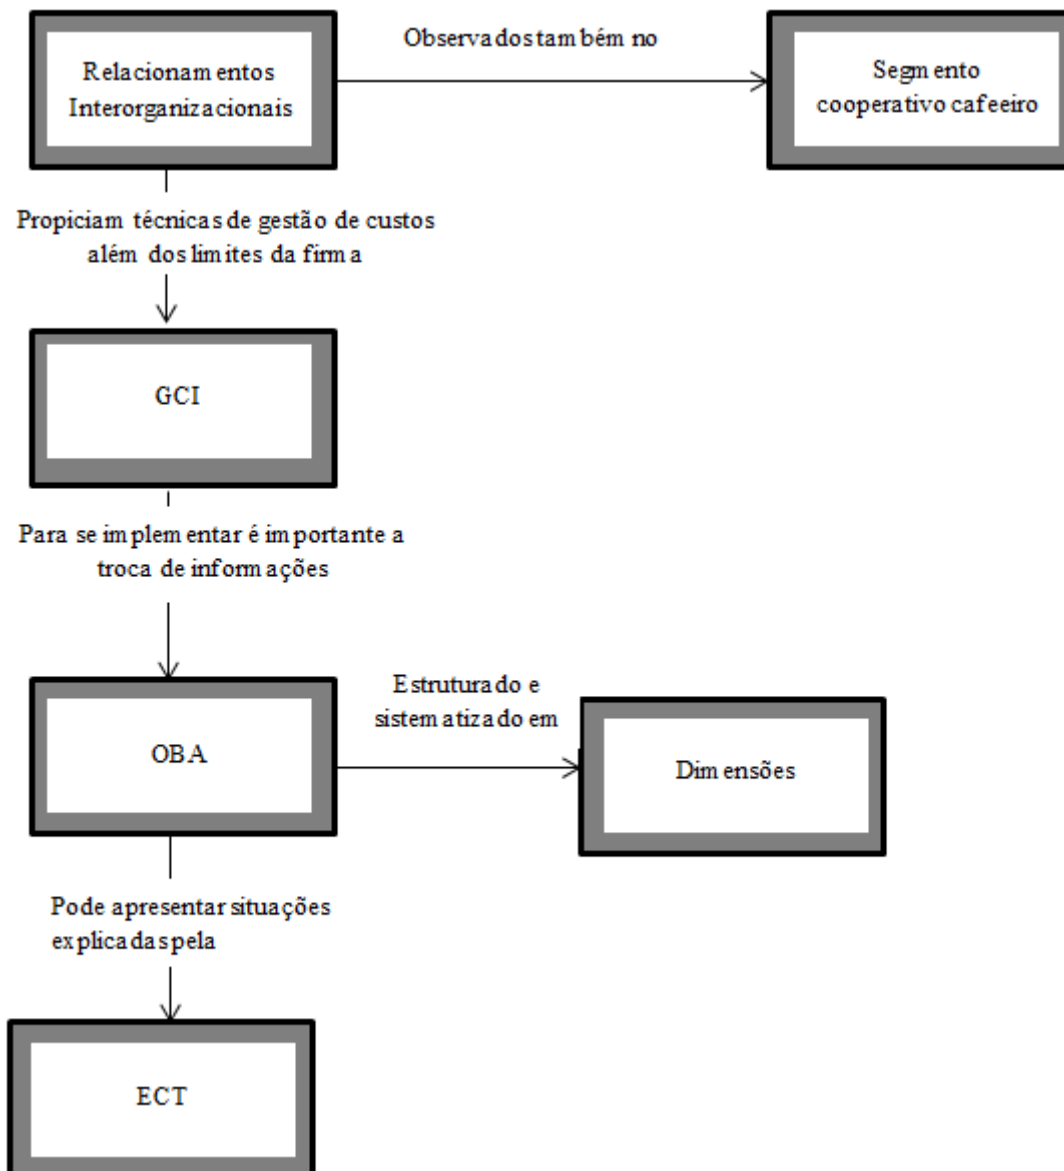 Relacionamentos
Interorganizacionais
Observados também no
Segmento
cooperativo cafeeiro
Propiciam técnicas de gestão de custos
além dos limites da firma
GCI
Para se implementar é importante a
troca de informações
OBA
Estruturado e
sistematizado em
Dimensões
Pode apresentar situações
explicadas pela
ECT